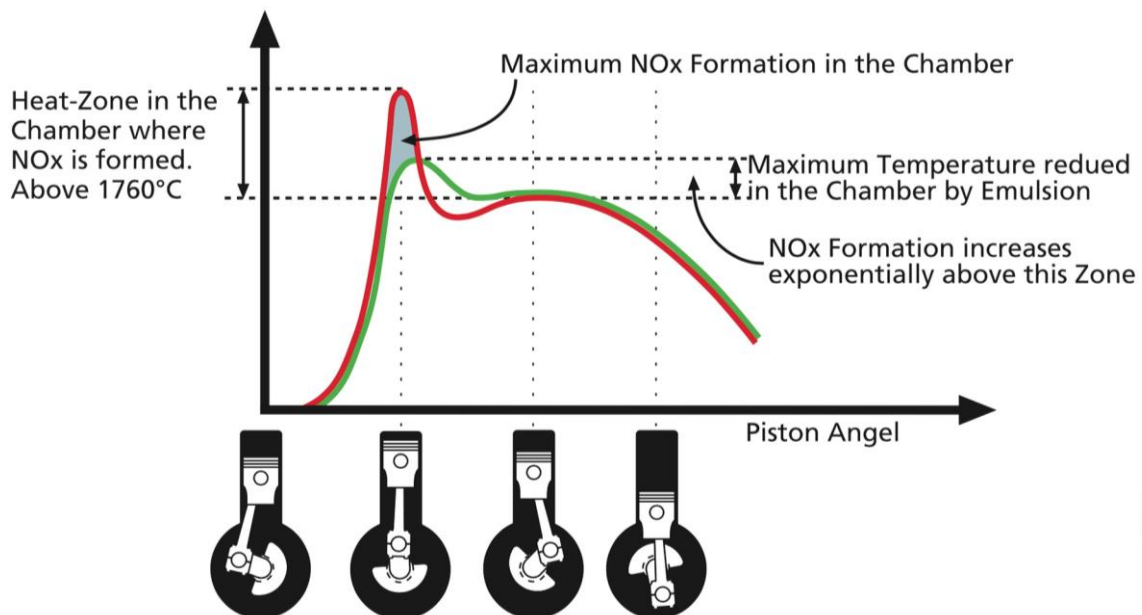 Maximum NOx Formation in the Chamber
Heat-Zone in the
Chamber where
NOx is formed.
Above 1760°C
Maximum Temperature redued
in the Chamber by Emulsion
NOx Formation increases
exponentially above this Zone
Piston Angel